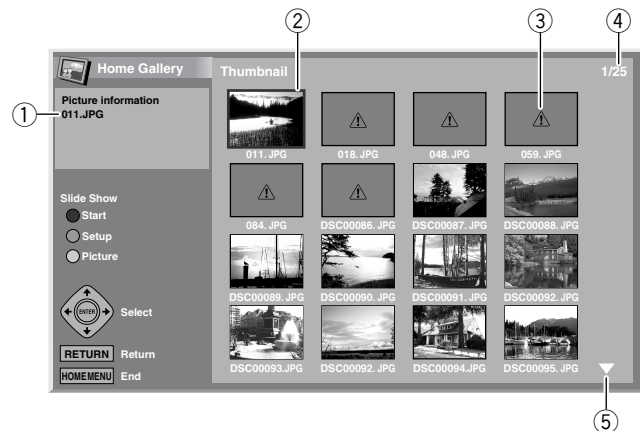 ② ③ ④
Home Gallery Thumbnail 1/25
① Picture information
011.JPG
011. JPG 018. JPG 048. JPG 059. JPG
Slide Show
Start
Setup
Picture
084. JPG DSC00086. JPG DSC00087. JPG DSC00088. JPG
DSC00089. JPG DSC00090. JPG DSC00091. JPG DSC00092. JPG
ENTER Select
RETURN Return
HOME MENU End
DSC00093.JPG DSC00092. JPG DSC00094.JPG DSC00095. JPG
⑤